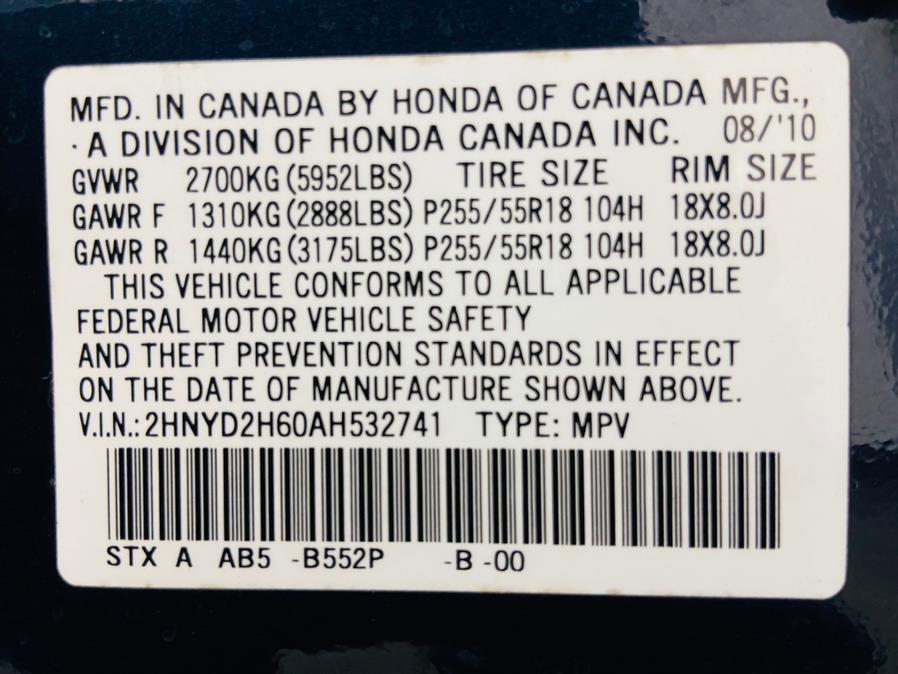 MFD. IN CANADA BY HONDA OF CANADA MFG.,
·A DIVISION OF HONDA CANADA INC. 08/'10
GVWR 2700KG(5952LBS) TIRE SIZE RIM SIZE
GAWR F 1310KG(2888LBS) P255/55R18 104H 18X8.0J
GAWR R 1440KG(3175LBS) P255/55R18 104H 18X8.0J
THIS VEHICLE CONFORMS TO ALL APPLICABLE
FEDERAL MOTOR VEHICLE SAFETY
AND THEFT PREVENTION STANDARDS IN EFFECT
ON THE DATE OF MANUFACTURE SHOWN ABOVE.
V.I.N.:2HNYD2H60AH532741 TYPE: MPV
STX A AB5 -B552P -B -00